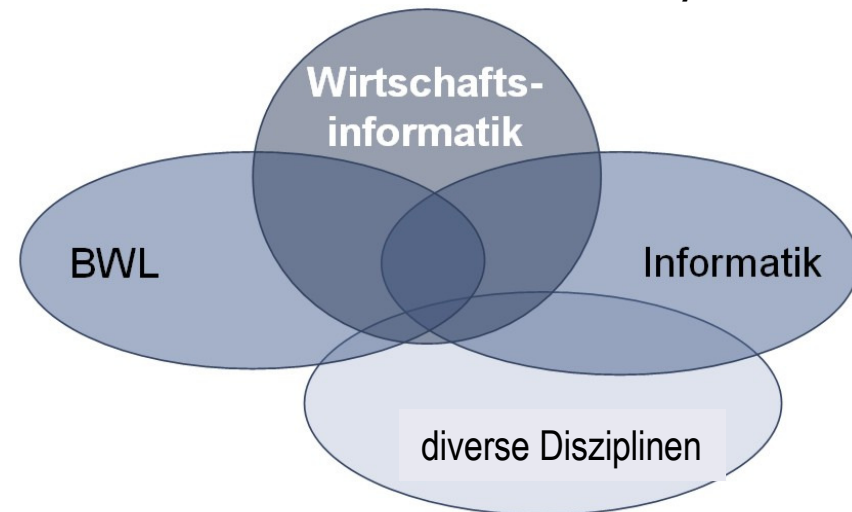 Wirtschafts-
informatik
BWL
Informatik
diverse Disziplinen